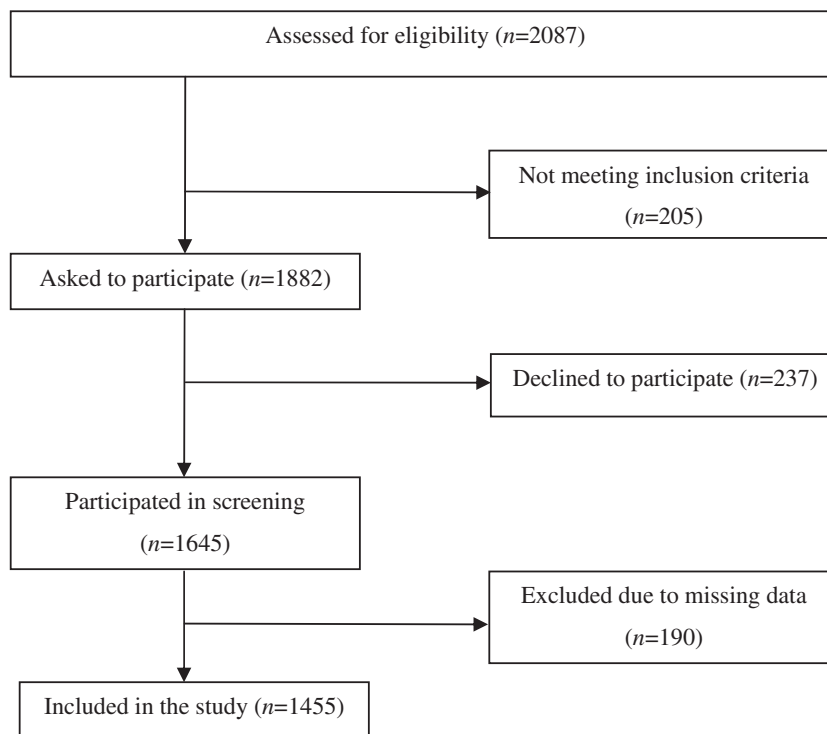 Assessed for eligibility (n=2087)
Not meeting inclusion criteria
(n=205)
Asked to participate (n=1882)
Declined to participate (n=237)
Participated in screening
(n=1645)
Excluded due to missing data
(n=190)
Included in the study (n=1455)